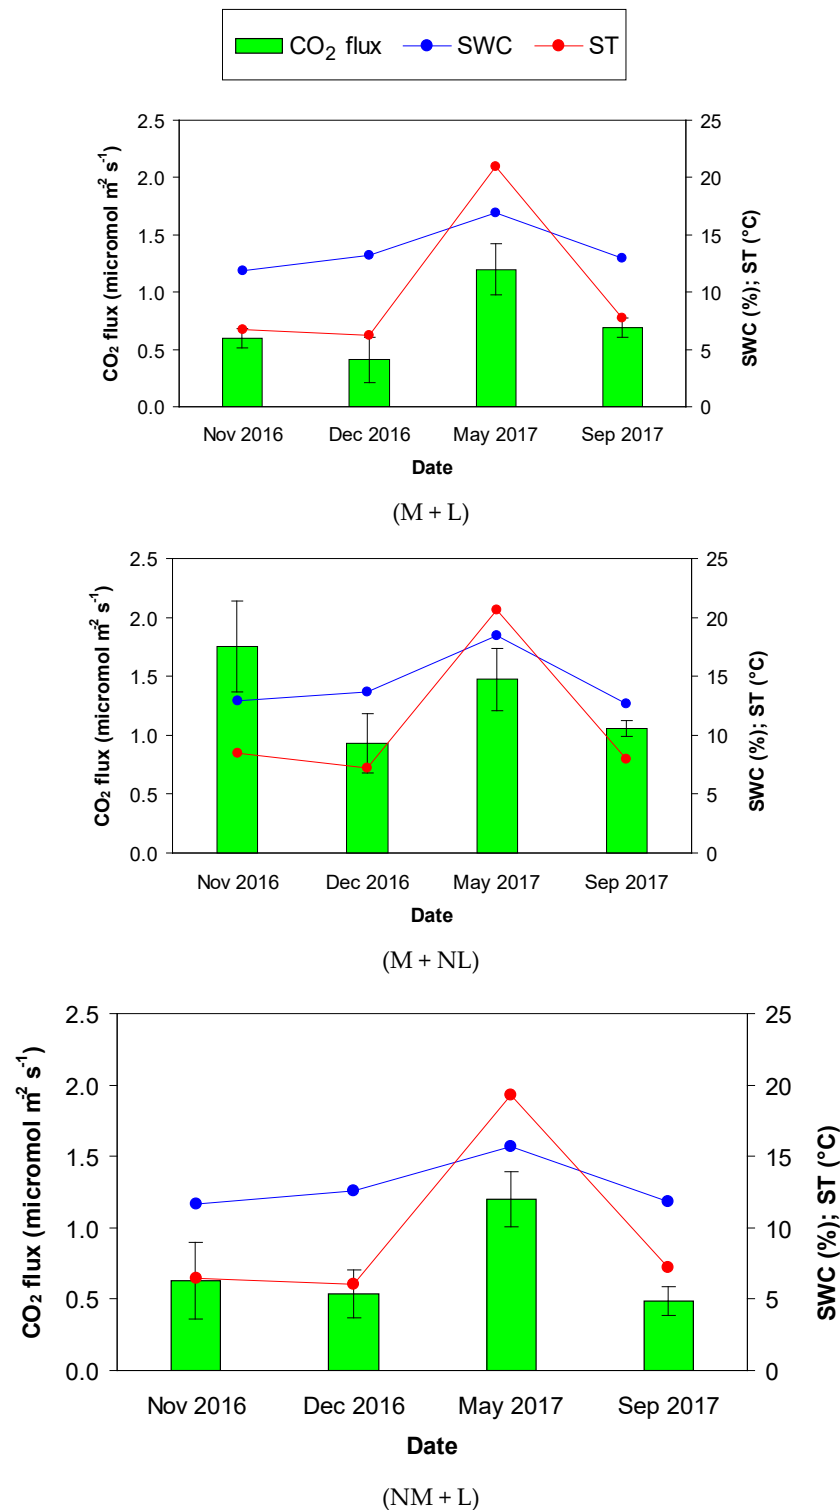 CO2 flux SWC ST
2.5 25
2.0 20
1.5 15
1.0 10
0.5 5
0.0 0
CO2 flux (micromol m-2 s-1)
SWC (%); ST (°C)
Nov 2016 Dec 2016 May 2017 Sep 2017
Date
(M + L)
2.5 25
2.0 20
1.5 15
1.0 10
0.5 5
0.0 0
CO2 flux (micromol m-2 s-1)
SWC (%); ST (°C)
Nov 2016 Dec 2016 May 2017 Sep 2017
Date
(M + NL)
2.5 25
2.0 20
1.5 15
1.0 10
0.5 5
0.0 0
CO2 flux (micromol m-2 s-1)
SWC (%); ST (°C)
Nov 2016 Dec 2016 May 2017 Sep 2017
Date
(NM + L)